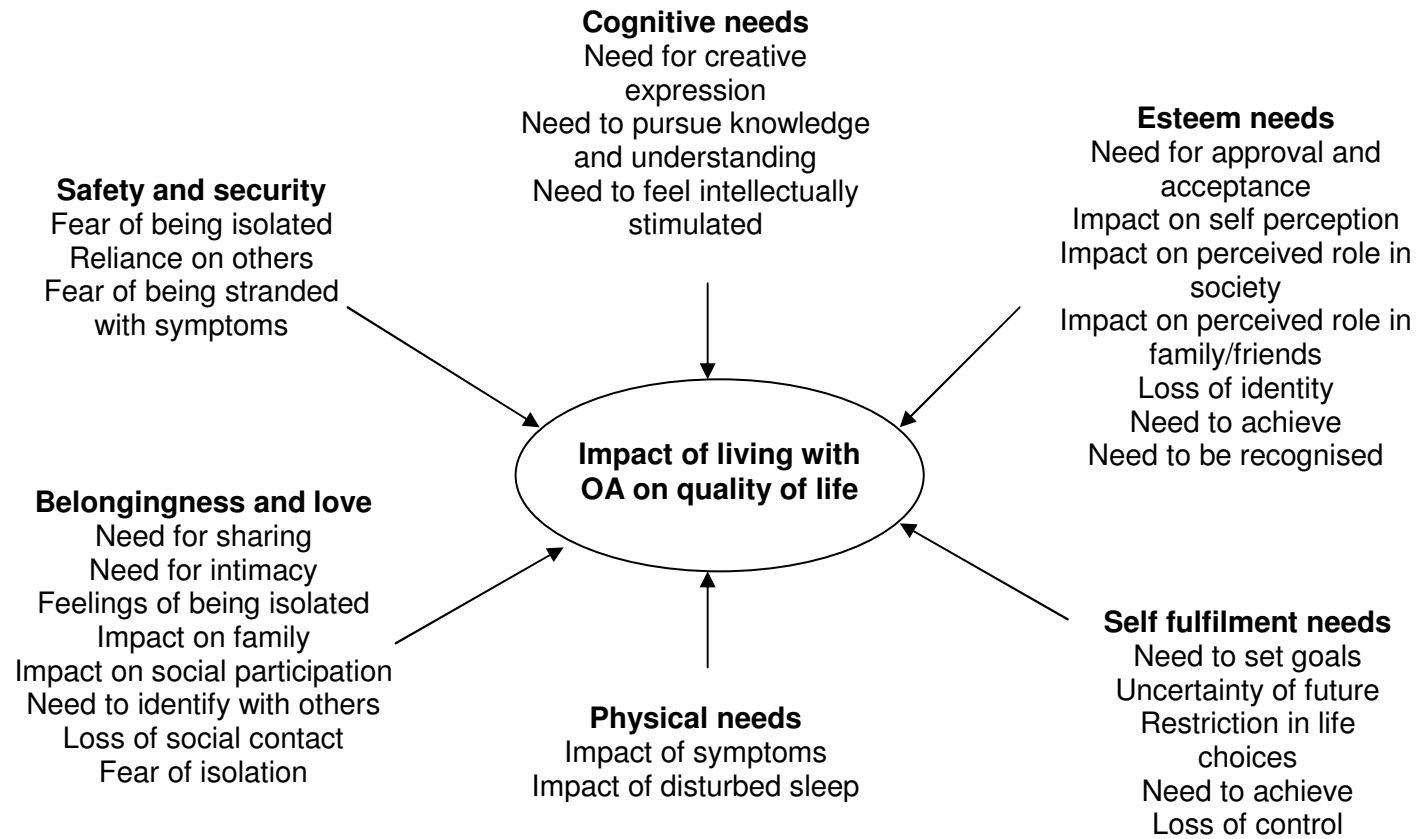 Cognitive needs
Need for creative
expression
Need to pursue knowledge
and understanding
Need to feel intellectually
stimulated
Esteem needs
Need for approval and
acceptance
Impact on self perception
Impact on perceived role in
society
Impact on perceived role in
family/friends
Loss of identity
Need to achieve
Need to be recognised
Safety and security
Fear of being isolated
Reliance on others
Fear of being stranded
with symptoms
Impact of living with
OA on quality of life
Belongingness and love
Need for sharing
Need for intimacy
Feelings of being isolated
Impact on family
Impact on social participation
Need to identify with others
Loss of social contact
Fear of isolation
Physical needs
Impact of symptoms
Impact of disturbed sleep
Self fulfilment needs
Need to set goals
Uncertainty of future
Restriction in life
choices
Need to achieve
Loss of control